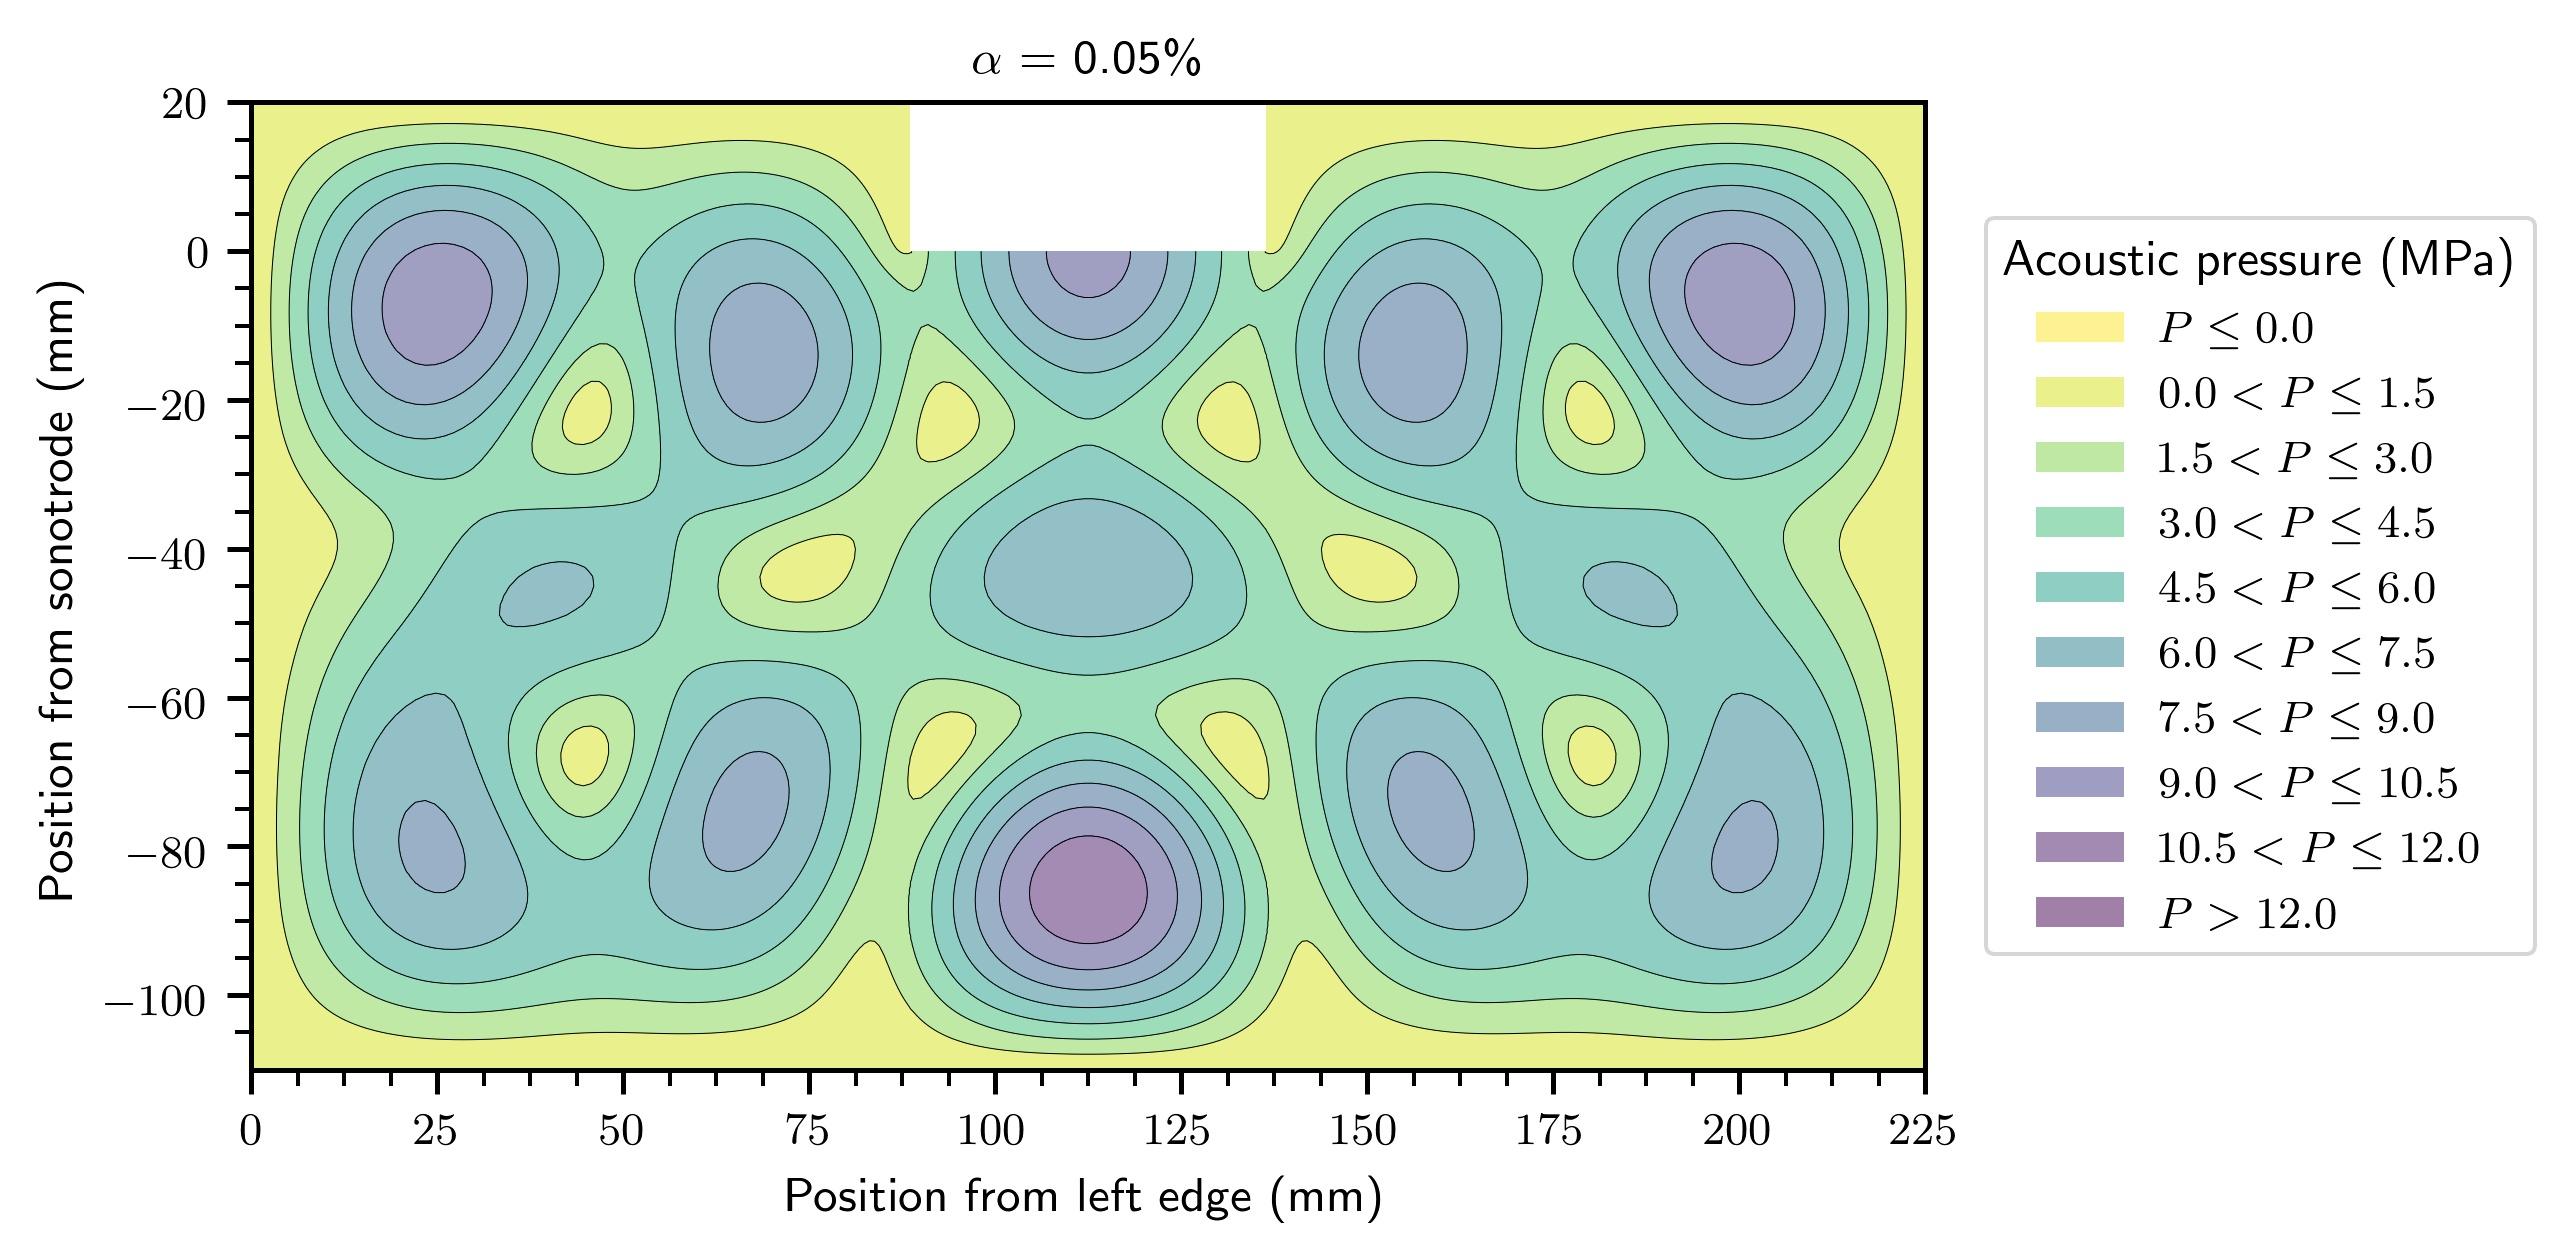 α = 0.05%
20
0
−20
−40
−60
−80
−100
Position from sonotrode (mm)
0 25 50 75 100 125 150 175 200 225
Position from left edge (mm)
Acoustic pressure (MPa)
P ≤ 0.0
0.0 < P ≤ 1.5
1.5 < P ≤ 3.0
3.0 < P ≤ 4.5
4.5 < P ≤ 6.0
6.0 < P ≤ 7.5
7.5 < P ≤ 9.0
9.0 < P ≤ 10.5
10.5 < P ≤ 12.0
P > 12.0